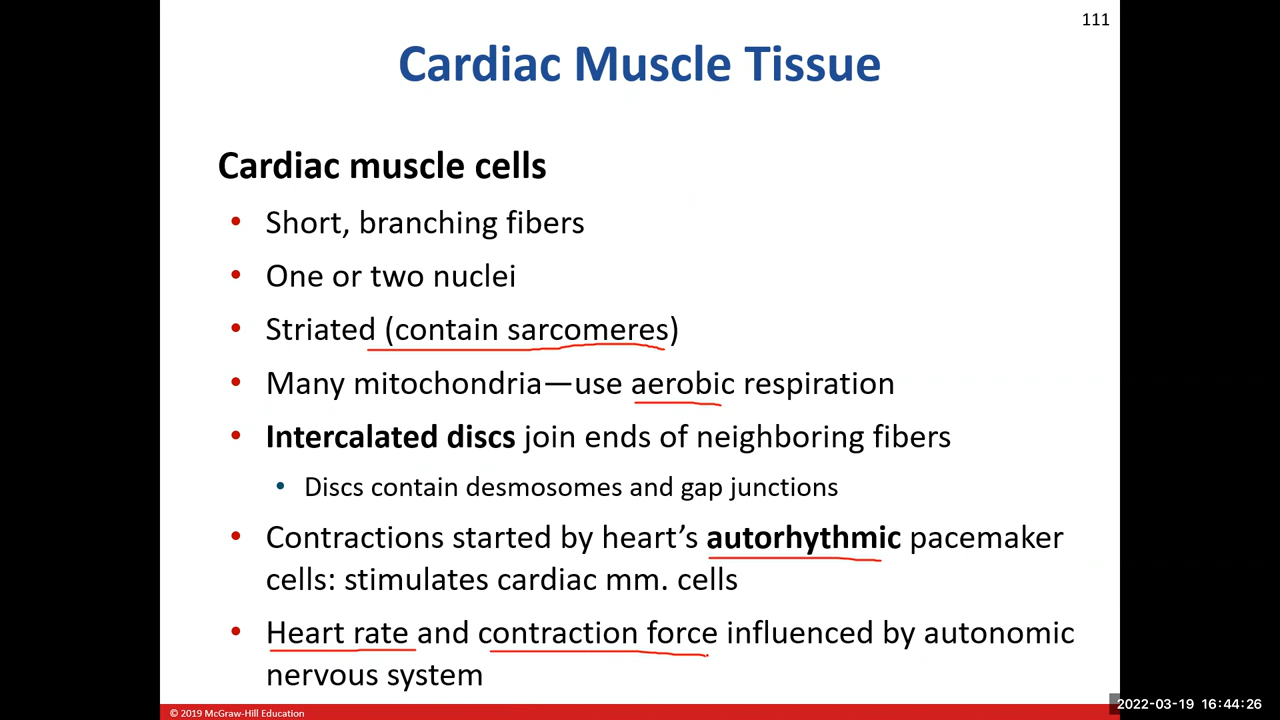 111
Cardiac Muscle Tissue
Cardiac muscle cells
• Short, branching fibers
• One or two nuclei
• Striated (contain sarcomeres)
• Many mitochondria—use aerobic respiration
• Intercalated discs join ends of neighboring fibers
• Discs contain desmosomes and gap junctions
• Contractions started by heart’s autorhythmic pacemaker
cells: stimulates cardiac mm. cells
• Heart rate and contraction force influenced by autonomic
nervous system
© 2019 McGraw-Hill Education
2022-03-19 16:44:26